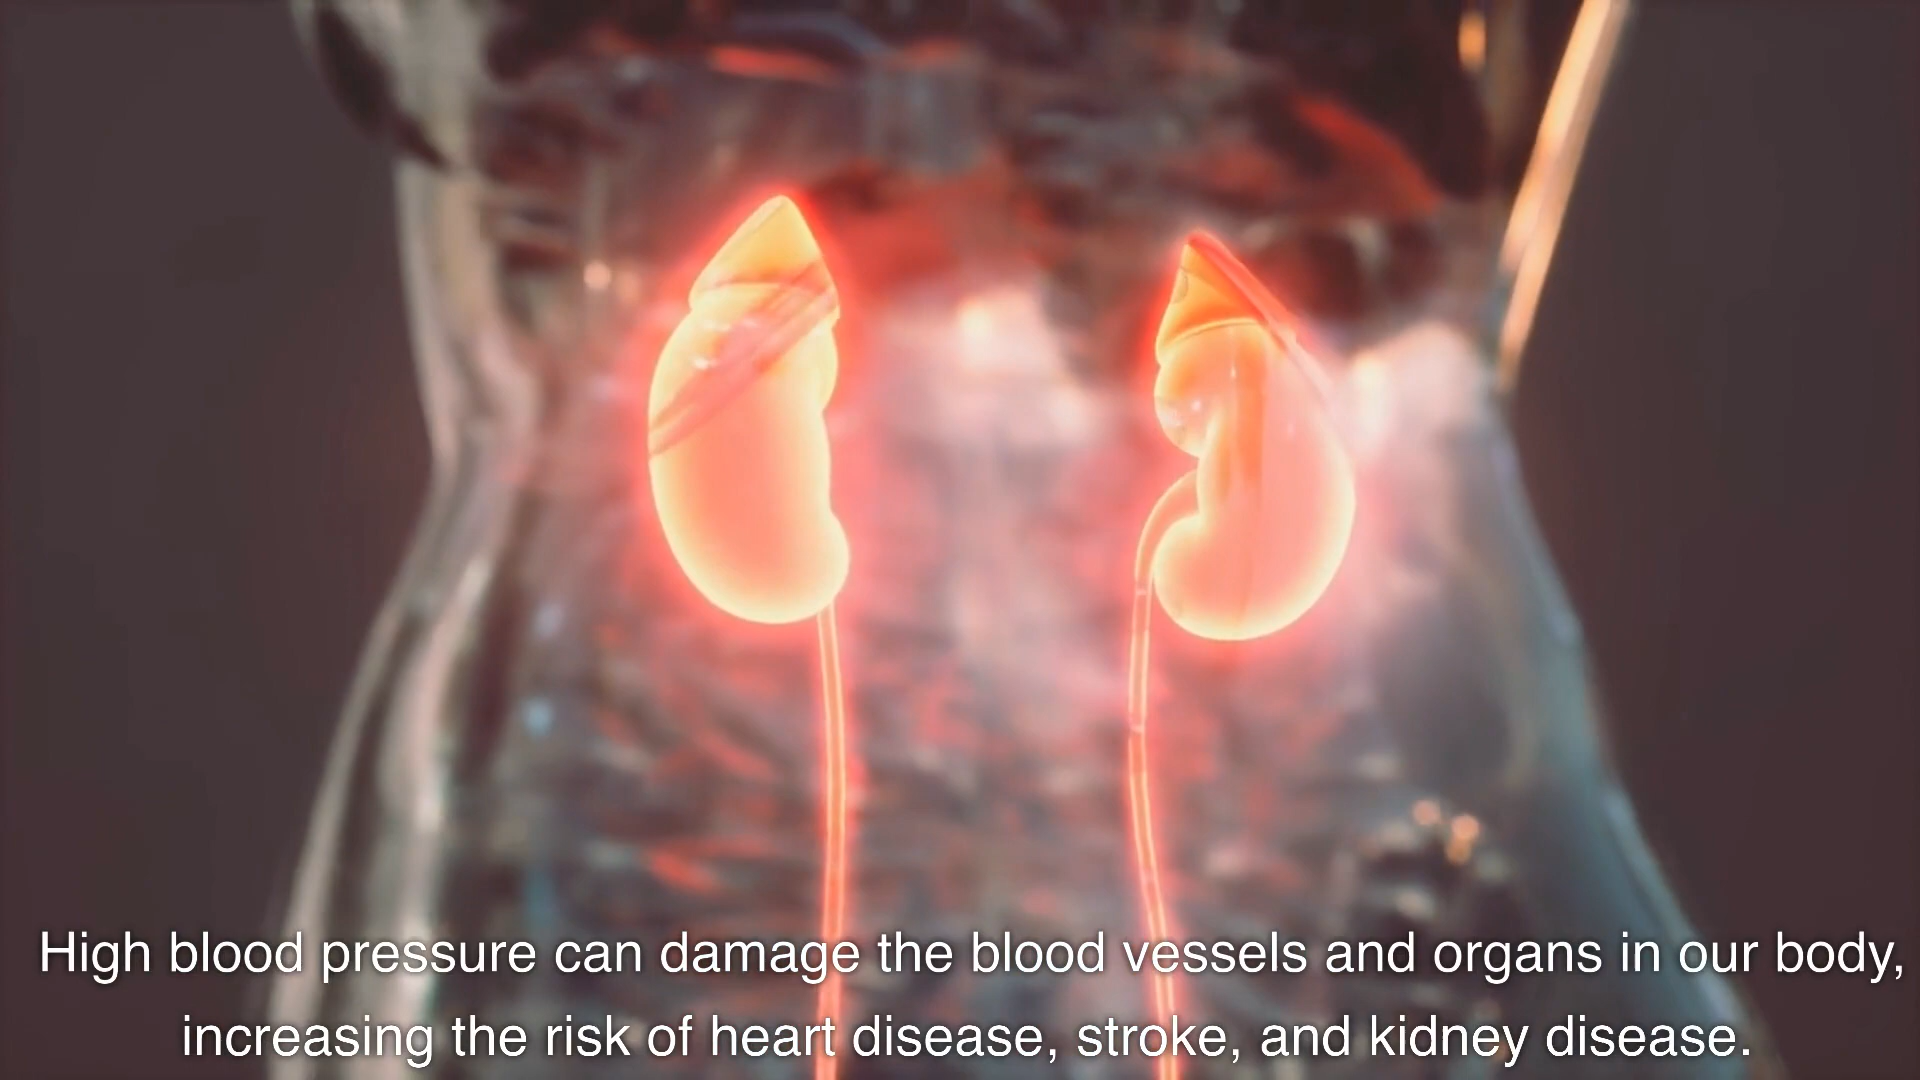 High blood pressure can damage the blood vessels and organs in our body,
increasing the risk of heart disease, stroke, and kidney disease.